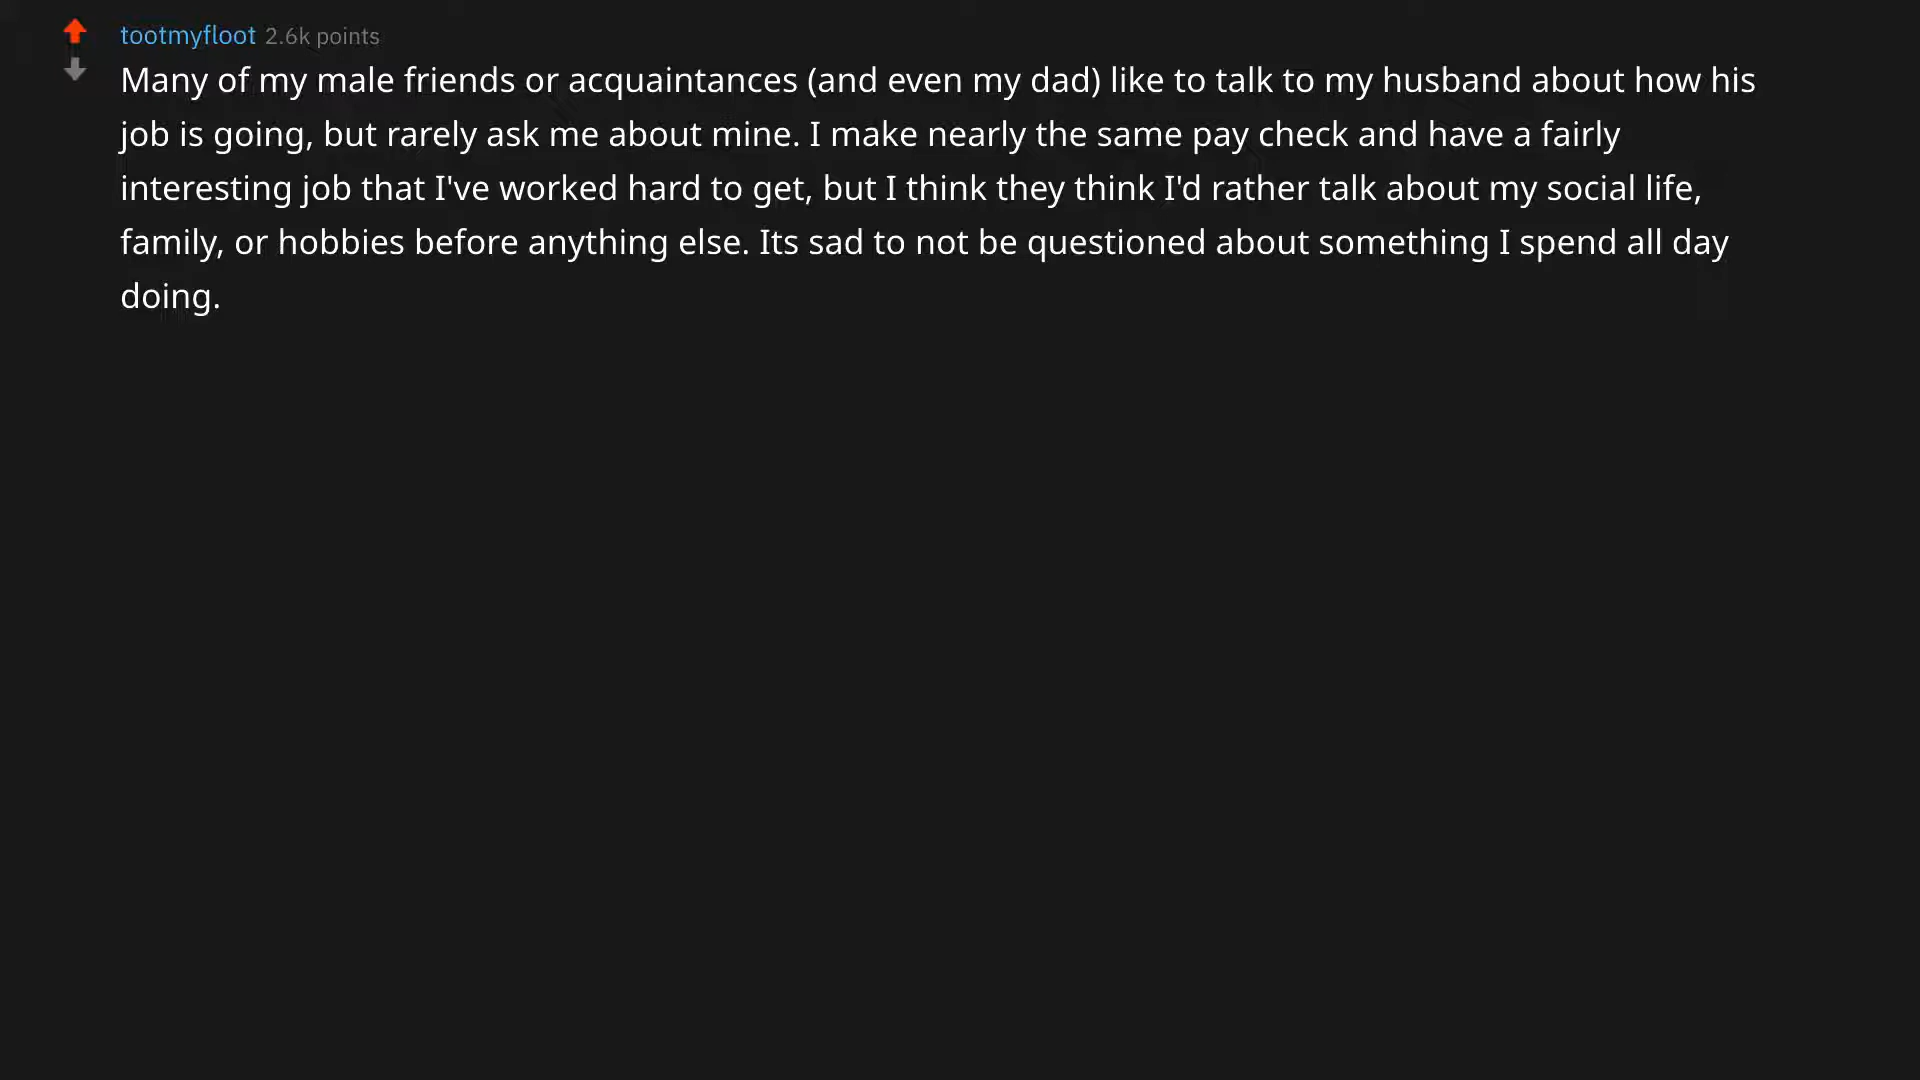 tootmyfloot 2.6k points
Many of my male friends or acquaintances (and even my dad) like to talk to my husband about how his
job is going, but rarely ask me about mine. I make nearly the same pay check and have a fairly
interesting job that I've worked hard to get, but I think they think I'd rather talk about my social life,
family, or hobbies before anything else. Its sad to not be questioned about something I spend all day
doing.